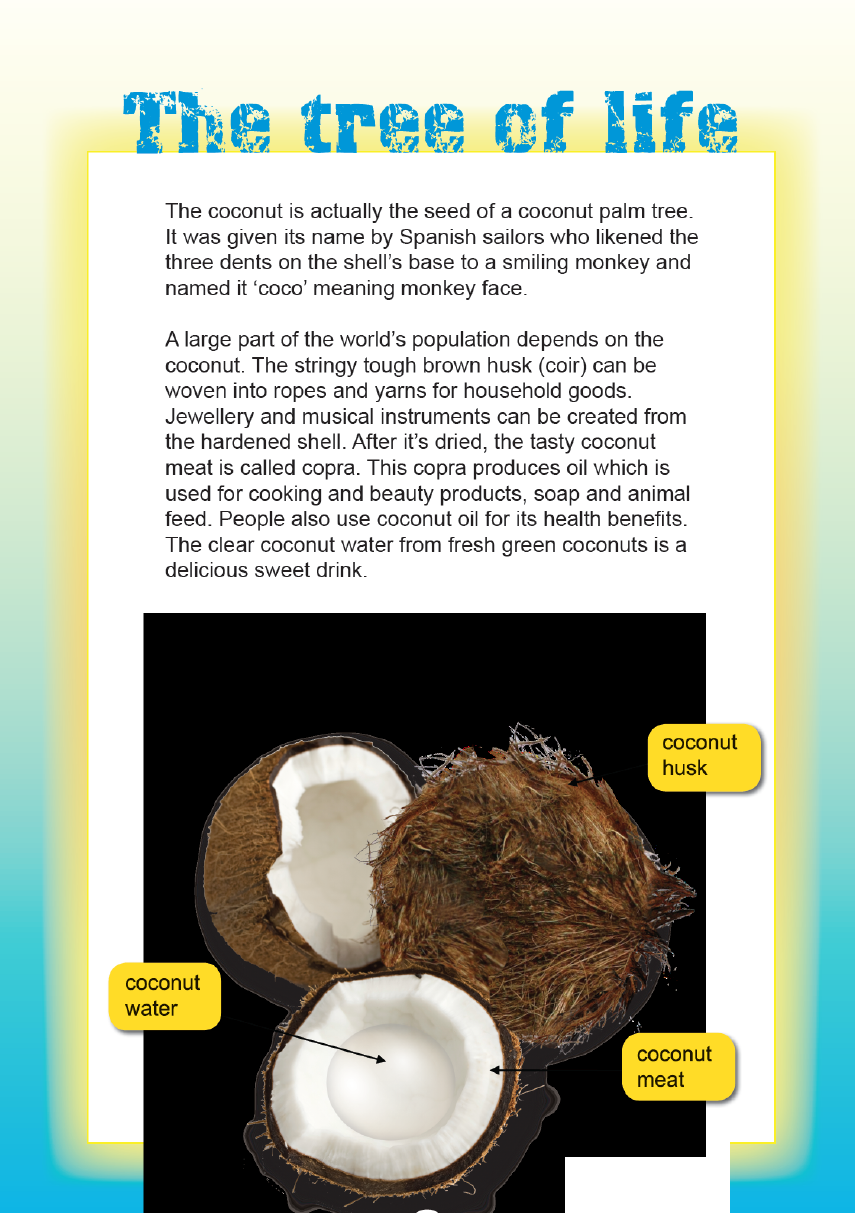 The tree of life
The coconut is actually the seed of a coconut palm tree.
It was given its name by Spanish sailors who likened the
three dents on the shell's base to a smiling monkey and
named it ‘coco’ meaning monkey face.
A large part of the world's population depends on the
coconut. The stringy tough brown husk (coir) can be
woven into ropes and yarns for household goods.
Jewellery and musical instruments can be created from
the hardened shell. After it's dried, the tasty coconut
meat is called copra. This copra produces oil which is
used for cooking and beauty products, soap and animal
feed. People also use coconut oil for its health benefits.
The clear coconut water from fresh green coconuts is a
delicious sweet drink.
coconut
husk
coconut
water
coconut
meat